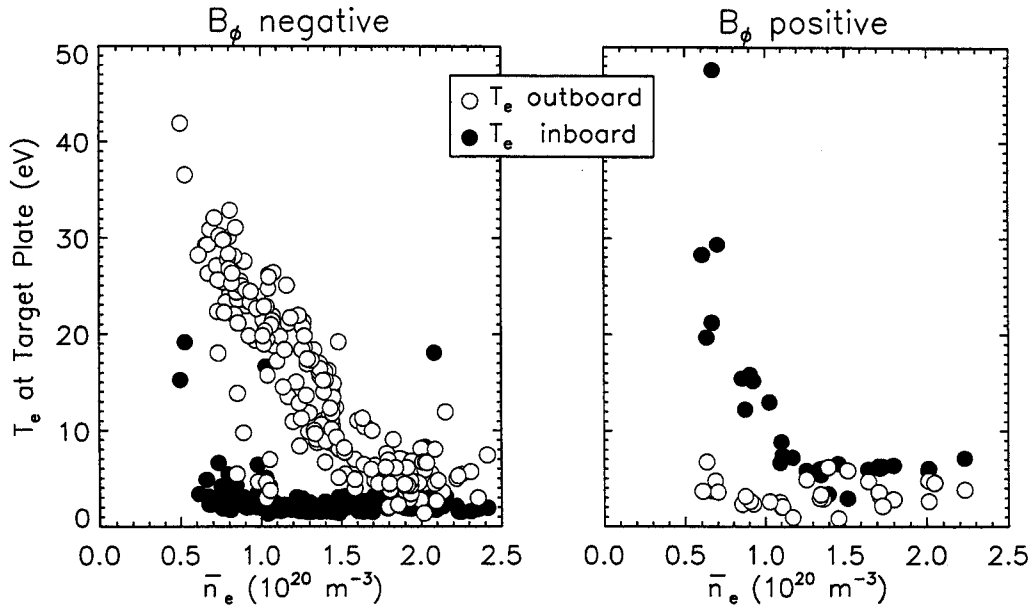 B_ϕ negative
B_ϕ positive
T_e outboard
T_e inboard
T_e at Target Plate (eV)
50
40
30
20
10
0
0.0 0.5 1.0 1.5 2.0 2.5
0.0 0.5 1.0 1.5 2.0 2.5
n̄_e (10^20 m^-3)
n̄_e (10^20 m^-3)